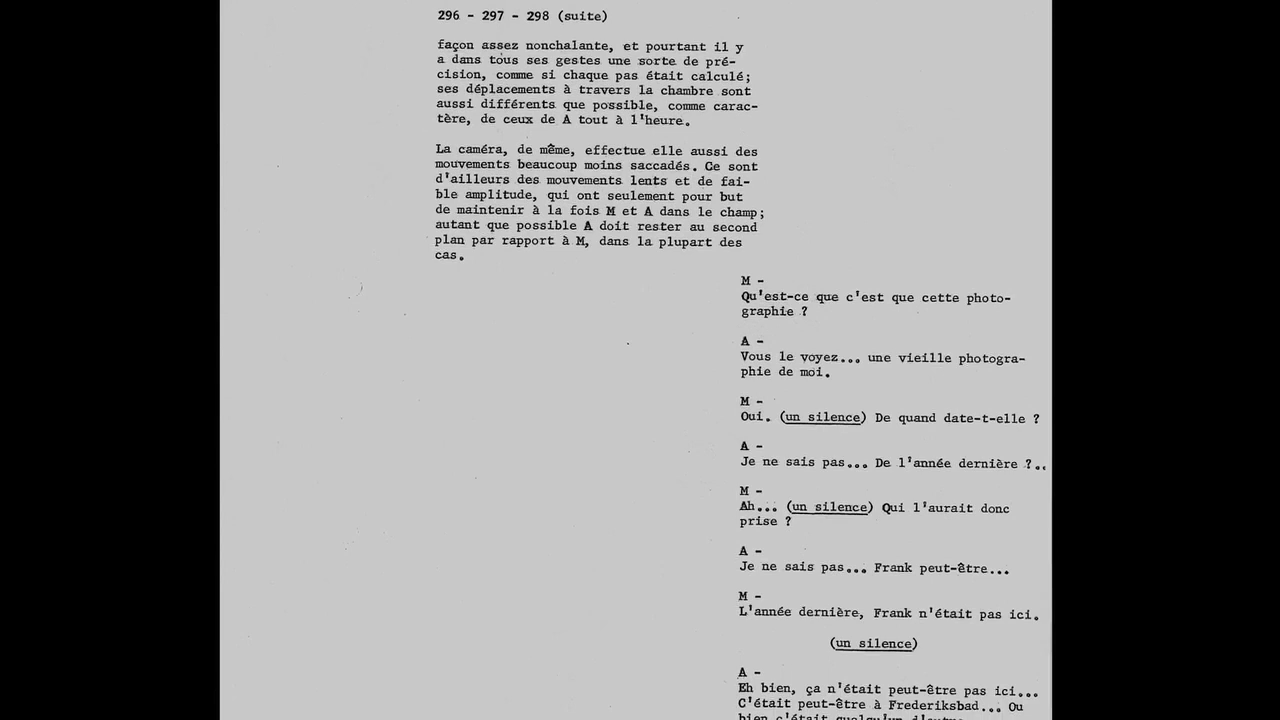 296 - 297 - 298 (suite)
façon assez nonchalante, et pourtant il y
a dans tous ses gestes une sorte de pré-
cision, comme si chaque pas était calculé;
ses déplacements à travers la chambre sont
aussi différents que possible, comme carac-
tère, de ceux de A tout à l'heure.
La caméra, de même, effectue elle aussi des
mouvements beaucoup moins saccadés. Ce sont
d'ailleurs des mouvements lents et de fai-
ble amplitude, qui ont seulement pour but
de maintenir à la fois M et A dans le champ;
autant que possible A doit rester au second
plan par rapport à M, dans la plupart des
cas.
M -
Qu'est-ce que c'est que cette photo-
graphie ?
A -
Vous le voyez... une vieille photogra-
phie de moi.
M -
Oui. (un silence) De quand date-t-elle ?
A -
Je ne sais pas... De l'année dernière ?..
M -
Ah... (un silence) Qui l'aurait donc
prise ?
A -
Je ne sais pas... Frank peut-être...
M -
L'année dernière, Frank n'était pas ici.
(un silence)
A -
Eh bien, ça n'était peut-être pas ici...
C'était peut-être à Frederiksbad... Ou
bien c'était quelqu'un d'autre